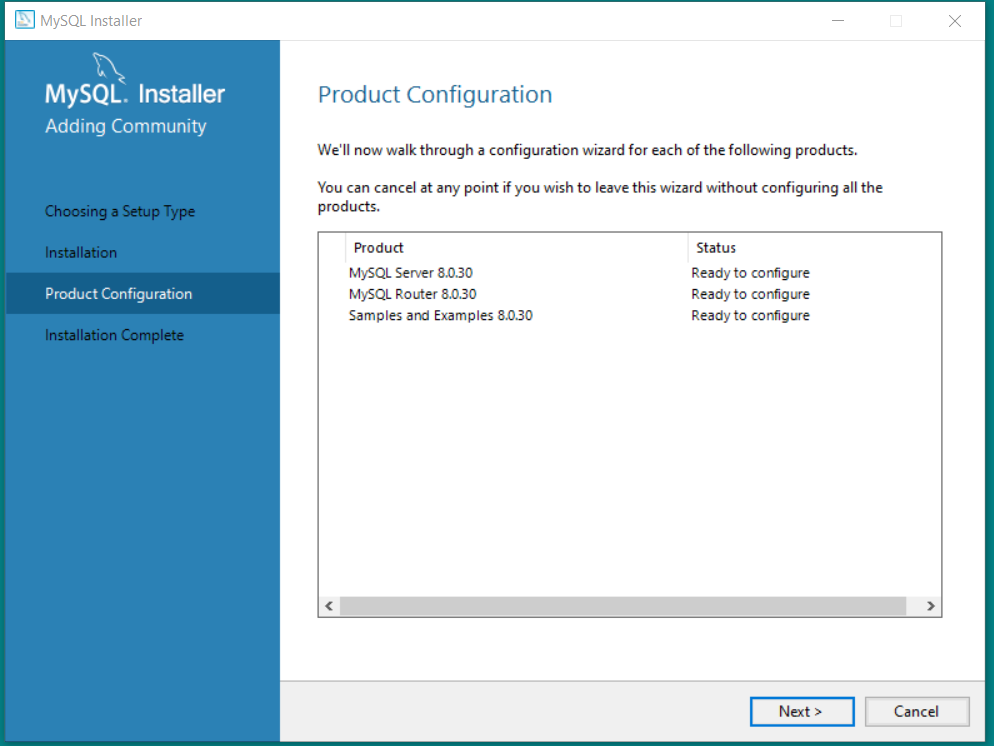 MySQL Installer
MySQL. Installer
Adding Community
Choosing a Setup Type
Installation
Product Configuration
Installation Complete
Product Configuration
We'll now walk through a configuration wizard for each of the following products.
You can cancel at any point if you wish to leave this wizard without configuring all the
products.
Product Status
MySQL Server 8.0.30 Ready to configure
MySQL Router 8.0.30 Ready to configure
Samples and Examples 8.0.30 Ready to configure
Next > Cancel